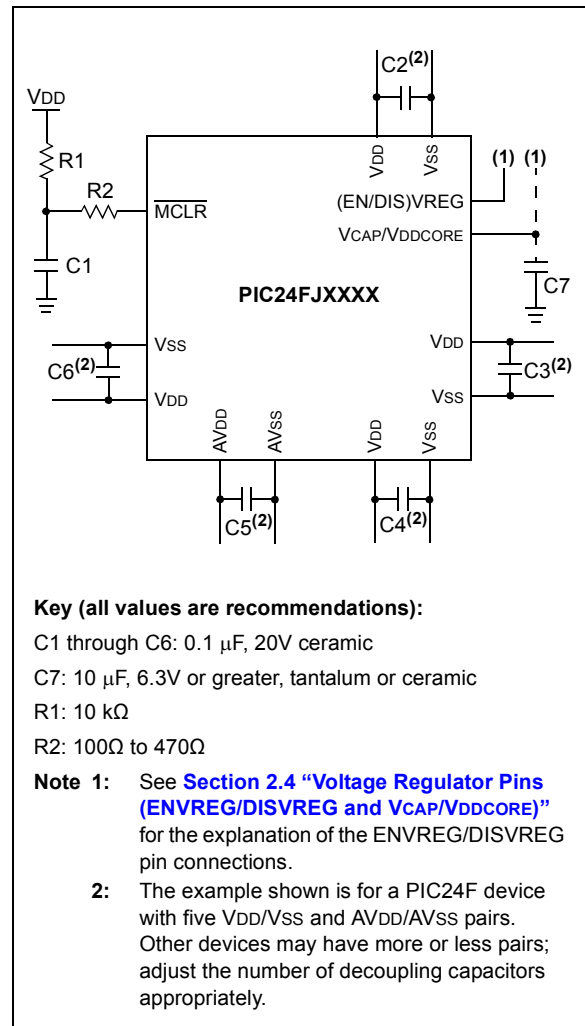 C2(2)
VDD
R1
R2
MCLR
C1
VDD
VSS
(1) (1)
(EN/DIS)VREG
VCAP/VDDCORE
C7
PIC24FJXXXX
VSS
C6(2)
VDD
VDD
C3(2)
VSS
AVDD
AVSS
VDD
VSS
C5(2)
C4(2)
Key (all values are recommendations):
C1 through C6: 0.1 μF, 20V ceramic
C7: 10 μF, 6.3V or greater, tantalum or ceramic
R1: 10 kΩ
R2: 100Ω to 470Ω
Note 1: See Section 2.4 “Voltage Regulator Pins
(ENVREG/DISVREG and VCAP/VDDCORE)”
for the explanation of the ENVREG/DISVREG
pin connections.
2: The example shown is for a PIC24F device
with five VDD/VSS and AVDD/AVSS pairs.
Other devices may have more or less pairs;
adjust the number of decoupling capacitors
appropriately.